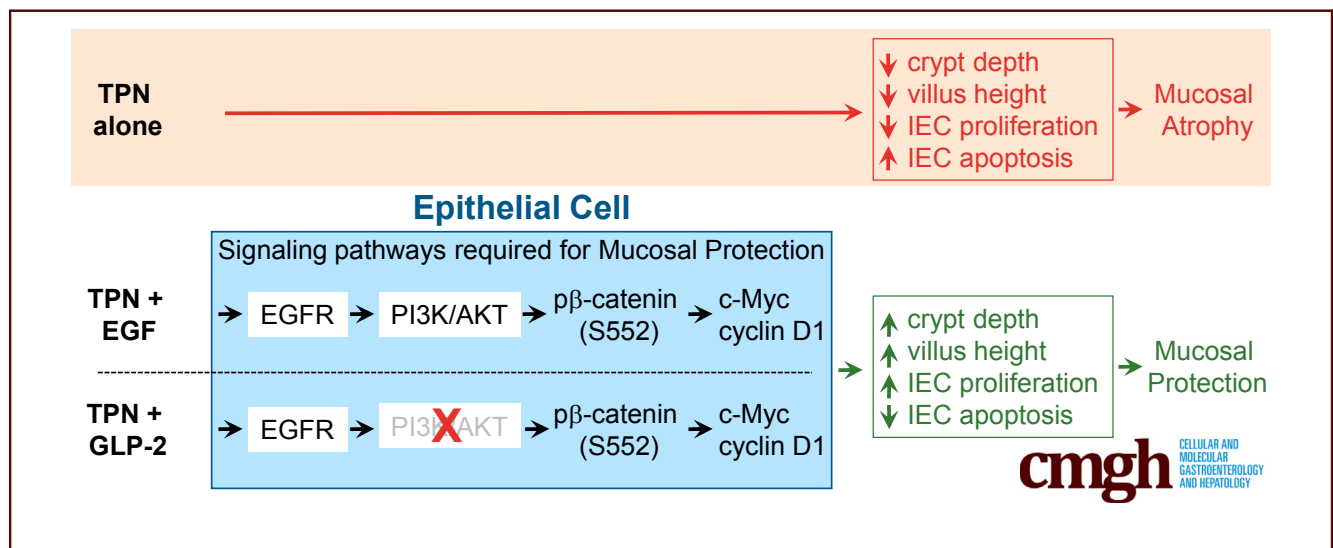 TPN
alone
↓ crypt depth
↓ villus height
↓ IEC proliferation
↑ IEC apoptosis
Mucosal
Atrophy
Epithelial Cell
Signaling pathways required for Mucosal Protection
TPN +
EGF
EGFR
PI3K/AKT
pβ-catenin
(S552)
c-Myc
cyclin D1
TPN +
GLP-2
EGFR
PI3K/AKT
X
pβ-catenin
(S552)
c-Myc
cyclin D1
↑ crypt depth
↑ villus height
↑ IEC proliferation
↓ IEC apoptosis
Mucosal
Protection
cmgh
CELLULAR AND
MOLECULAR
GASTROENTEROLOGY
AND HEPATOLOGY